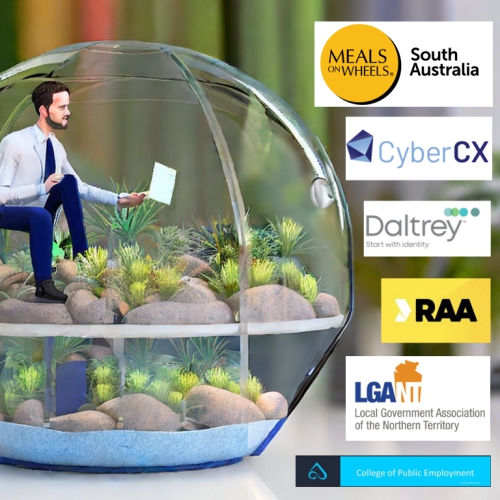 MEALS
ON WHEELS®
South
Australia
CyberCX
Daltrey
Start with identity
RAA
LGANT
Local Government Association
of the Northern Territory
College of Public Employment